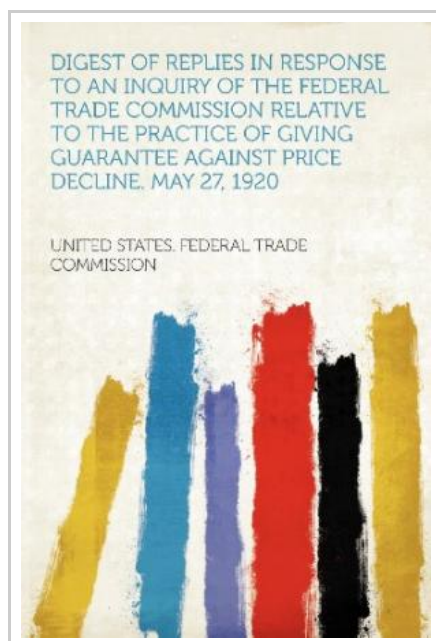 DIGEST OF REPLIES IN RESPONSE
TO AN INQUIRY OF THE FEDERAL
TRADE COMMISSION RELATIVE
TO THE PRACTICE OF GIVING
GUARANTEE AGAINST PRICE
DECLINE. MAY 27, 1920
UNITED STATES. FEDERAL TRADE
COMMISSION